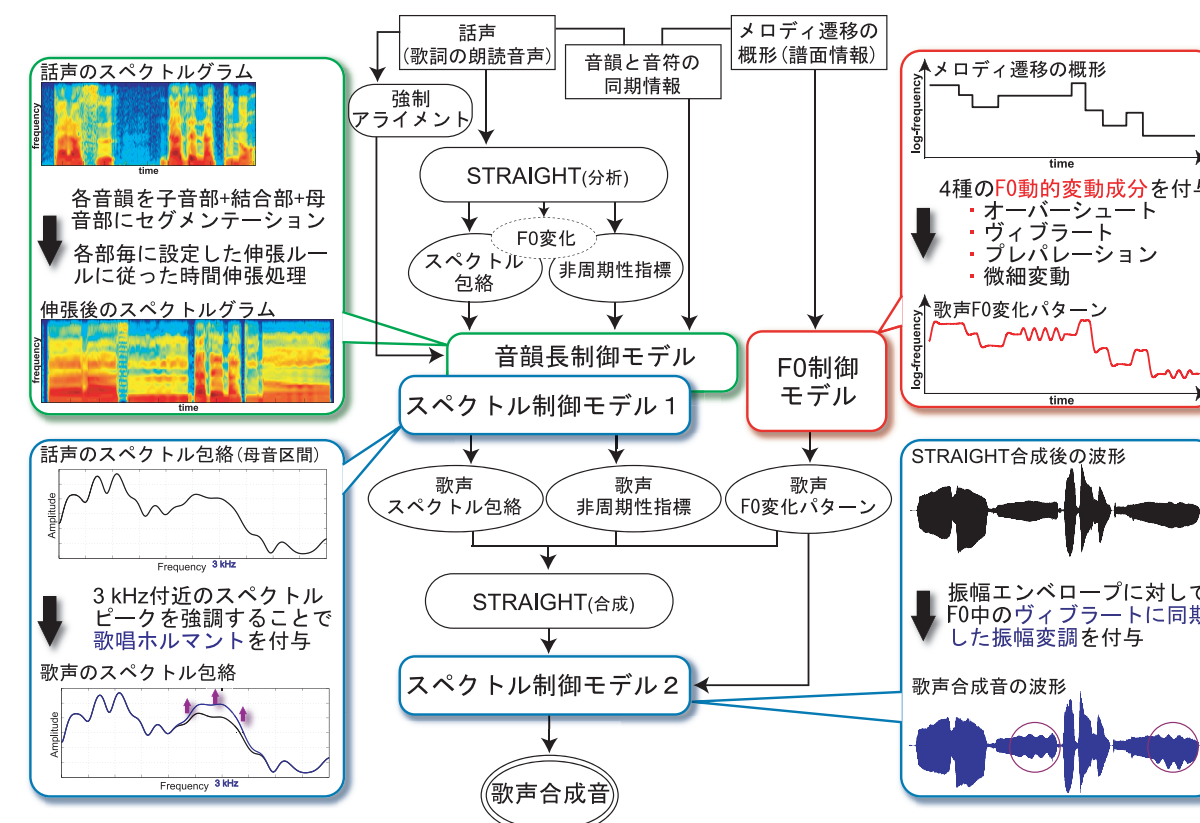 話声のスペクトルグラム
frequency
time
各音韻を子音部+結合部+母
音部にセグメンテーション
各部毎に設定した伸張ルー
ルに従った時間伸張処理
伸張後のスペクトルグラム
frequency
time
話声のスペクトル包絡(母音区間)
Amplitude
Frequency 3 kHz
3 kHz付近のスペクトル
ピークを強調することで
歌唱ホルマントを付与
歌声のスペクトル包絡
Amplitude
Frequency 3 kHz
話声
(歌詞の朗読音声)
音韻と音符の
同期情報
メロディ遷移の
概形(譜面情報)
強制
アライメント
STRAIGHT(分析)
F0変化
スペクトル
包絡
非周期性指標
音韻長制御モデル
スペクトル制御モデル1
F0制御
モデル
歌声
スペクトル包絡
歌声
非周期性指標
歌声
F0変化パターン
STRAIGHT(合成)
スペクトル制御モデル2
歌声合成音
メロディ遷移の概形
log-frequency
time
4種のF0動的変動成分を付与
・オーバーシュート
・ヴィブラート
・プレパレーション
・微細変動
歌声F0変化パターン
log-frequency
time
STRAIGHT合成後の波形
振幅エンベロープに対して
F0中のヴィブラートに同期
した振幅変調を付与
歌声合成音の波形